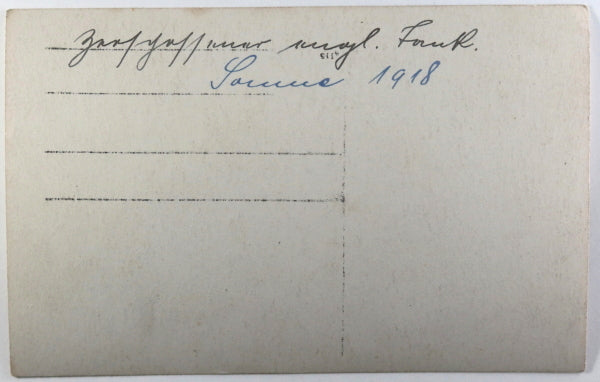 Zerschossener engl. Tank.
Somme 1918